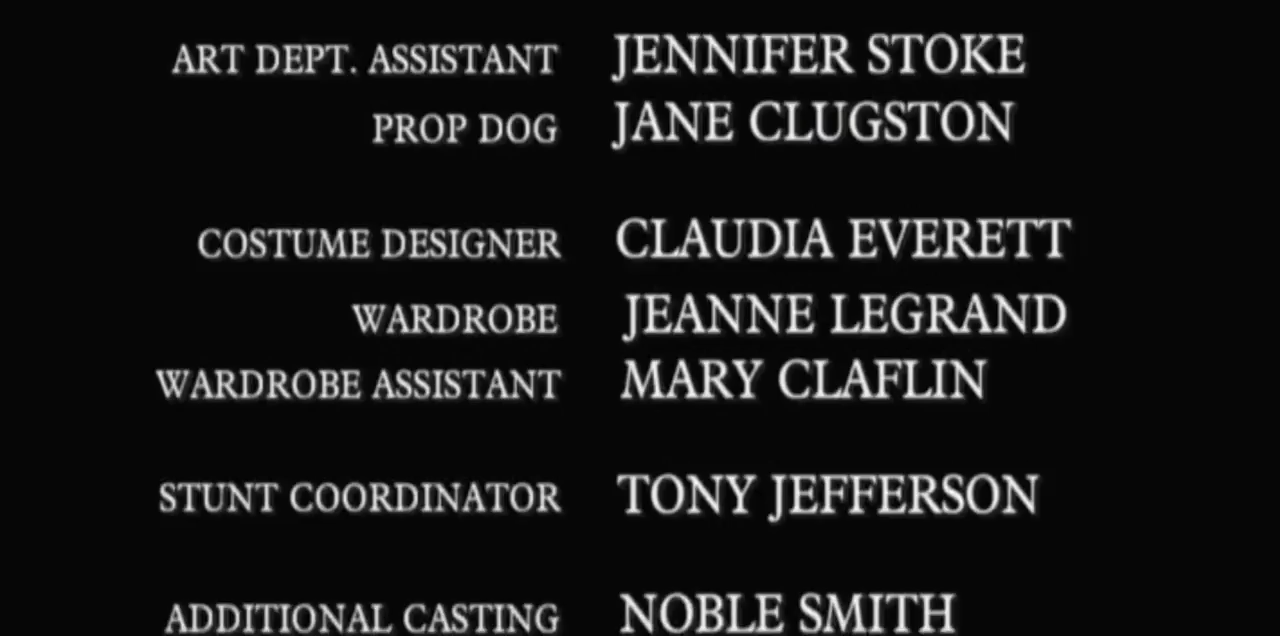 ART DEPT. ASSISTANT JENNIFER STOKE
PROP DOG JANE CLUGSTON
COSTUME DESIGNER CLAUDIA EVERETT
WARDROBE JEANNE LEGRAND
WARDROBE ASSISTANT MARY CLAFLIN
STUNT COORDINATOR TONY JEFFERSON
ADDITIONAL CASTING NOBLE SMITH